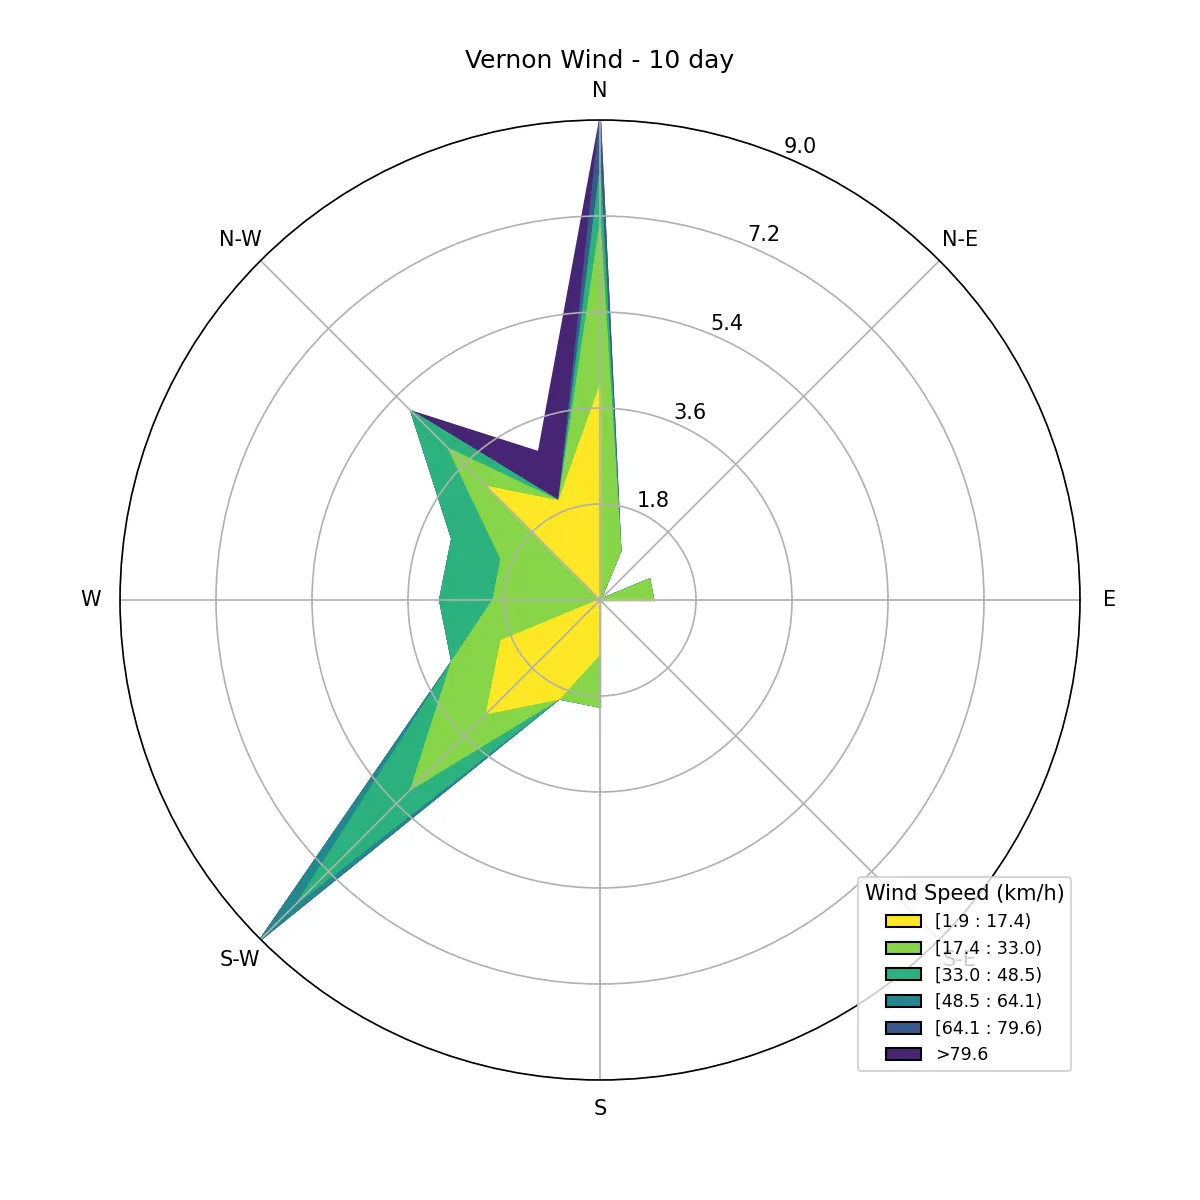 Vernon Wind - 10 day
N
9.0
N-W
N-E
7.2
5.4
3.6
1.8
W
E
S-W
S-E
Wind Speed (km/h)
[1.9 : 17.4)
[17.4 : 33.0)
[33.0 : 48.5)
[48.5 : 64.1)
[64.1 : 79.6)
>79.6
S